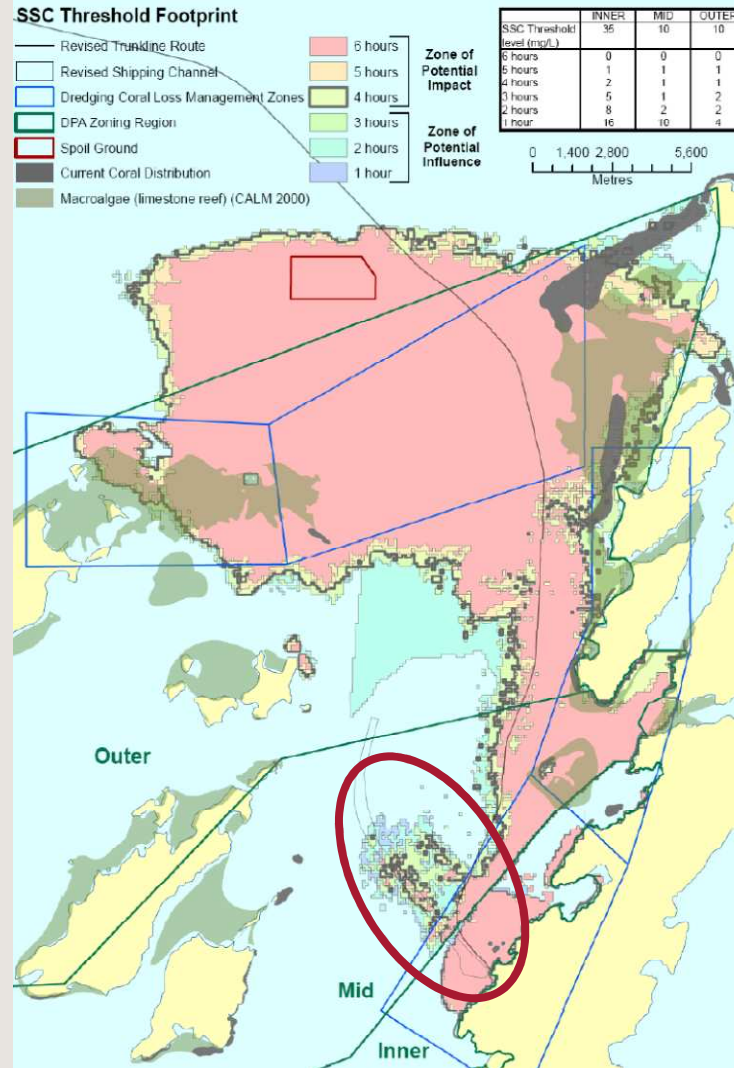 SSC Threshold Footprint
Revised Trunkline Route
Revised Shipping Channel
Dredging Coral Loss Management Zones
DPA Zoning Region
Spoil Ground
Current Coral Distribution
Macroalgae (limestone reef) (CALM 2000)
6 hours
5 hours
4 hours
3 hours
2 hours
1 hour
Zone of
Potential
Impact
Zone of
Potential
Influence
INNER MID OUTER
SSC Threshold 35 10 10
level (mg/L)
6 hours 0 0 0
5 hours 1 1 1
4 hours 2 1 1
3 hours 5 1 2
2 hours 8 2 2
1 hour 16 10 4
0 1,400 2,800 5,600
Metres
Outer
Mid
Inner